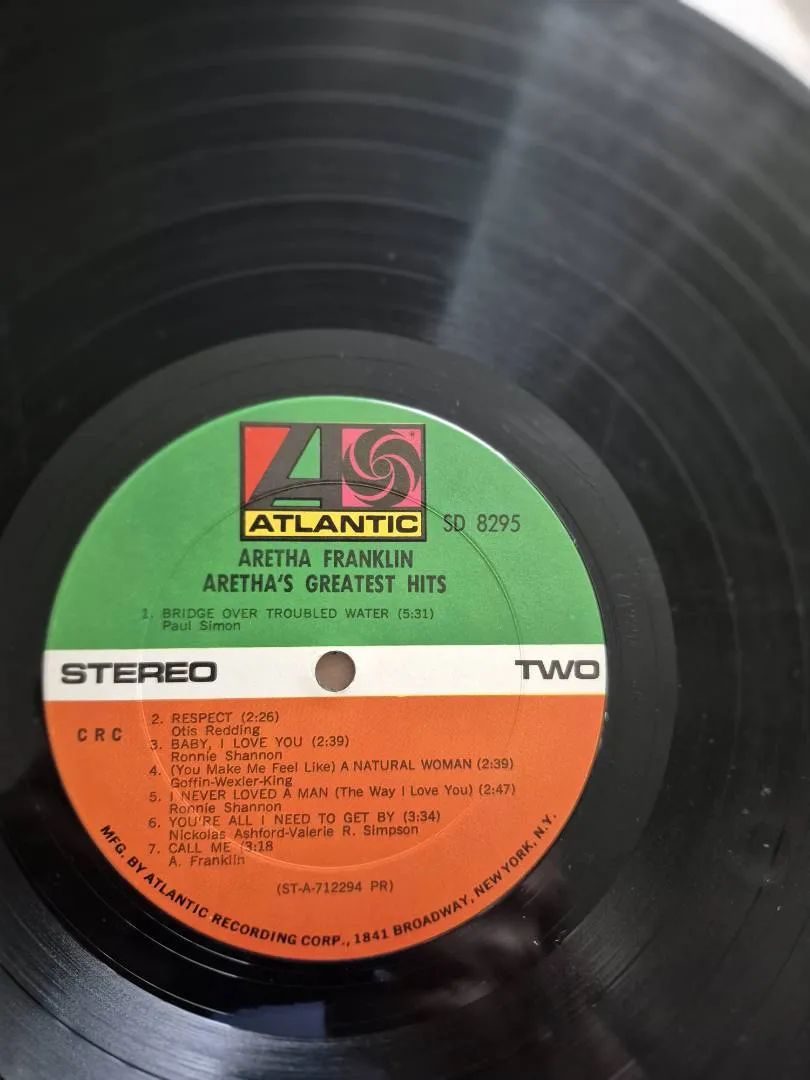 ATLANTIC
SD 8295
ARETHA FRANKLIN
ARETHA'S GREATEST HITS
1. BRIDGE OVER TROUBLED WATER (5:31)
Paul Simon
STEREO
TWO
CRC
2. RESPECT (2:26)
Otis Redding
3. BABY, I LOVE YOU (2:39)
Ronnie Shannon
4. (You Make Me Feel Like) A NATURAL WOMAN (2:39)
Goffin-Wexler-King
5. I NEVER LOVED A MAN (The Way I Love You) (2:47)
Ronnie Shannon
6. YOU'RE ALL I NEED TO GET BY (3:34)
Nickolas Ashford-Valerie R. Simpson
7. CALL ME (3:18
A. Franklin
(ST-A-712294 PR)
MFG. BY ATLANTIC RECORDING CORP., 1841 BROADWAY, NEW YORK, N.Y.